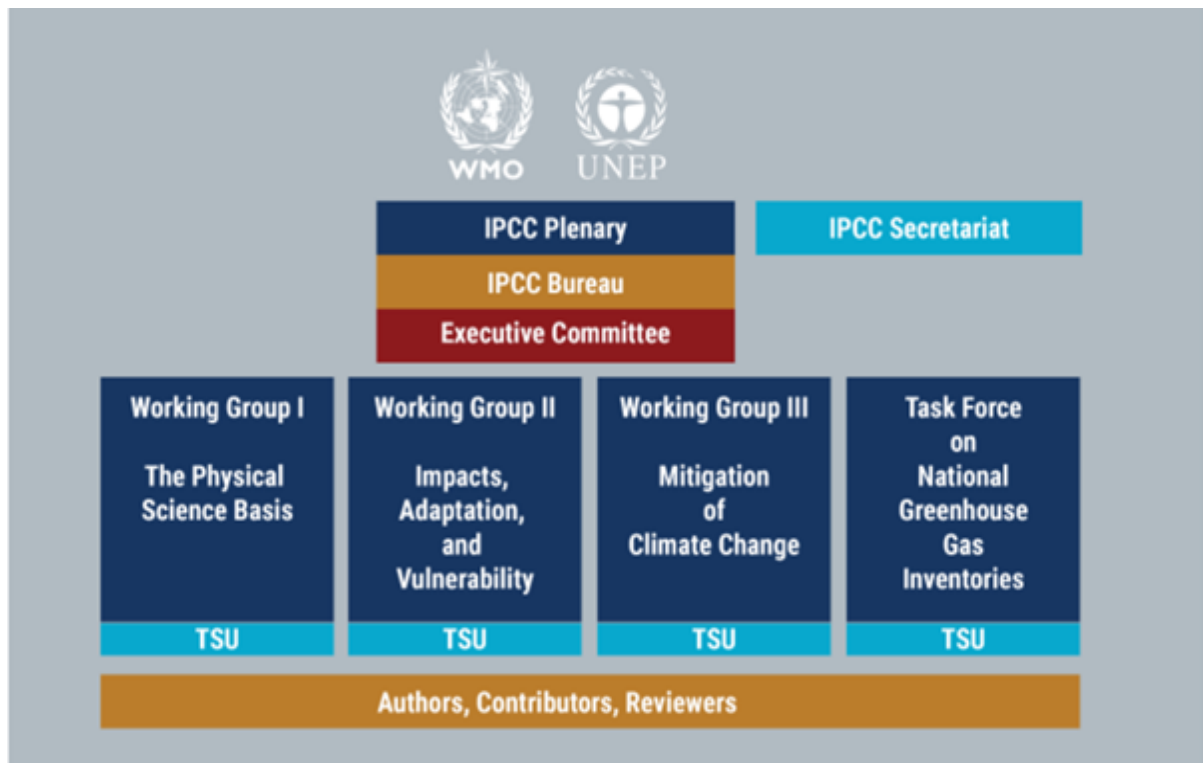 WMO
UNEP
IPCC Plenary
IPCC Secretariat
IPCC Bureau
Executive Committee
Working Group I
The Physical
Science Basis
TSU
Working Group II
Impacts,
Adaptation,
and
Vulnerability
TSU
Working Group III
Mitigation
of
Climate Change
TSU
Task Force
on
National
Greenhouse
Gas
Inventories
TSU
Authors, Contributors, Reviewers